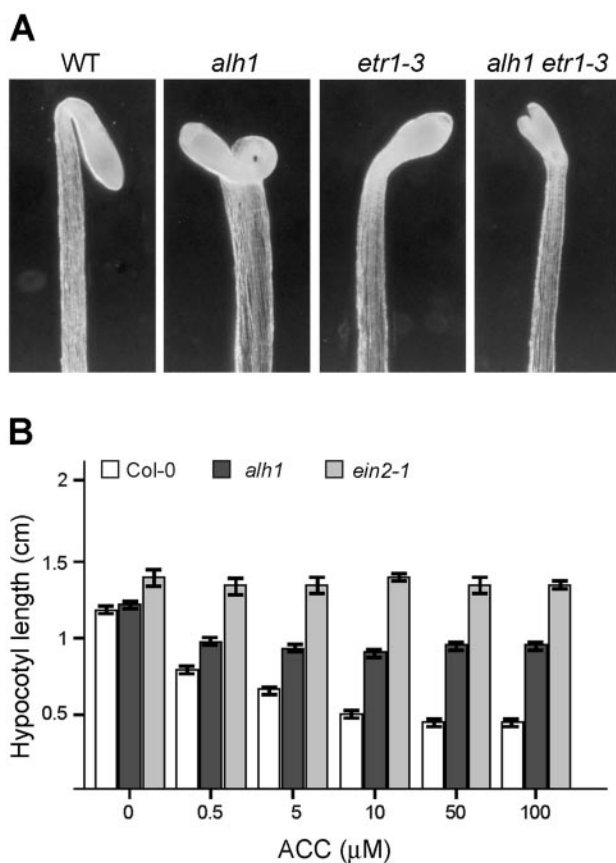 A
WT alh1 etr1-3 alh1 etr1-3
B
Col-0 alh1 ein2-1
2
1.5
1
0.5
Hypocotyl length (cm)
0 0.5 5 10 50 100
ACC (μM)